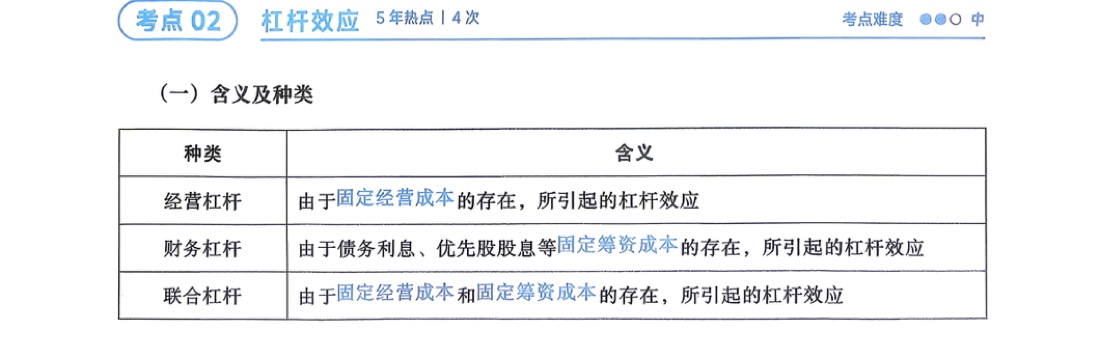 考点 02 杠杆效应 5年热点 | 4次 考点难度 中
（一）含义及种类
种类 含义
经营杠杆 由于固定经营成本的存在，所引起的杠杆效应
财务杠杆 由于债务利息、优先股股息等固定筹资成本的存在，所引起的杠杆效应
联合杠杆 由于固定经营成本和固定筹资成本的存在，所引起的杠杆效应